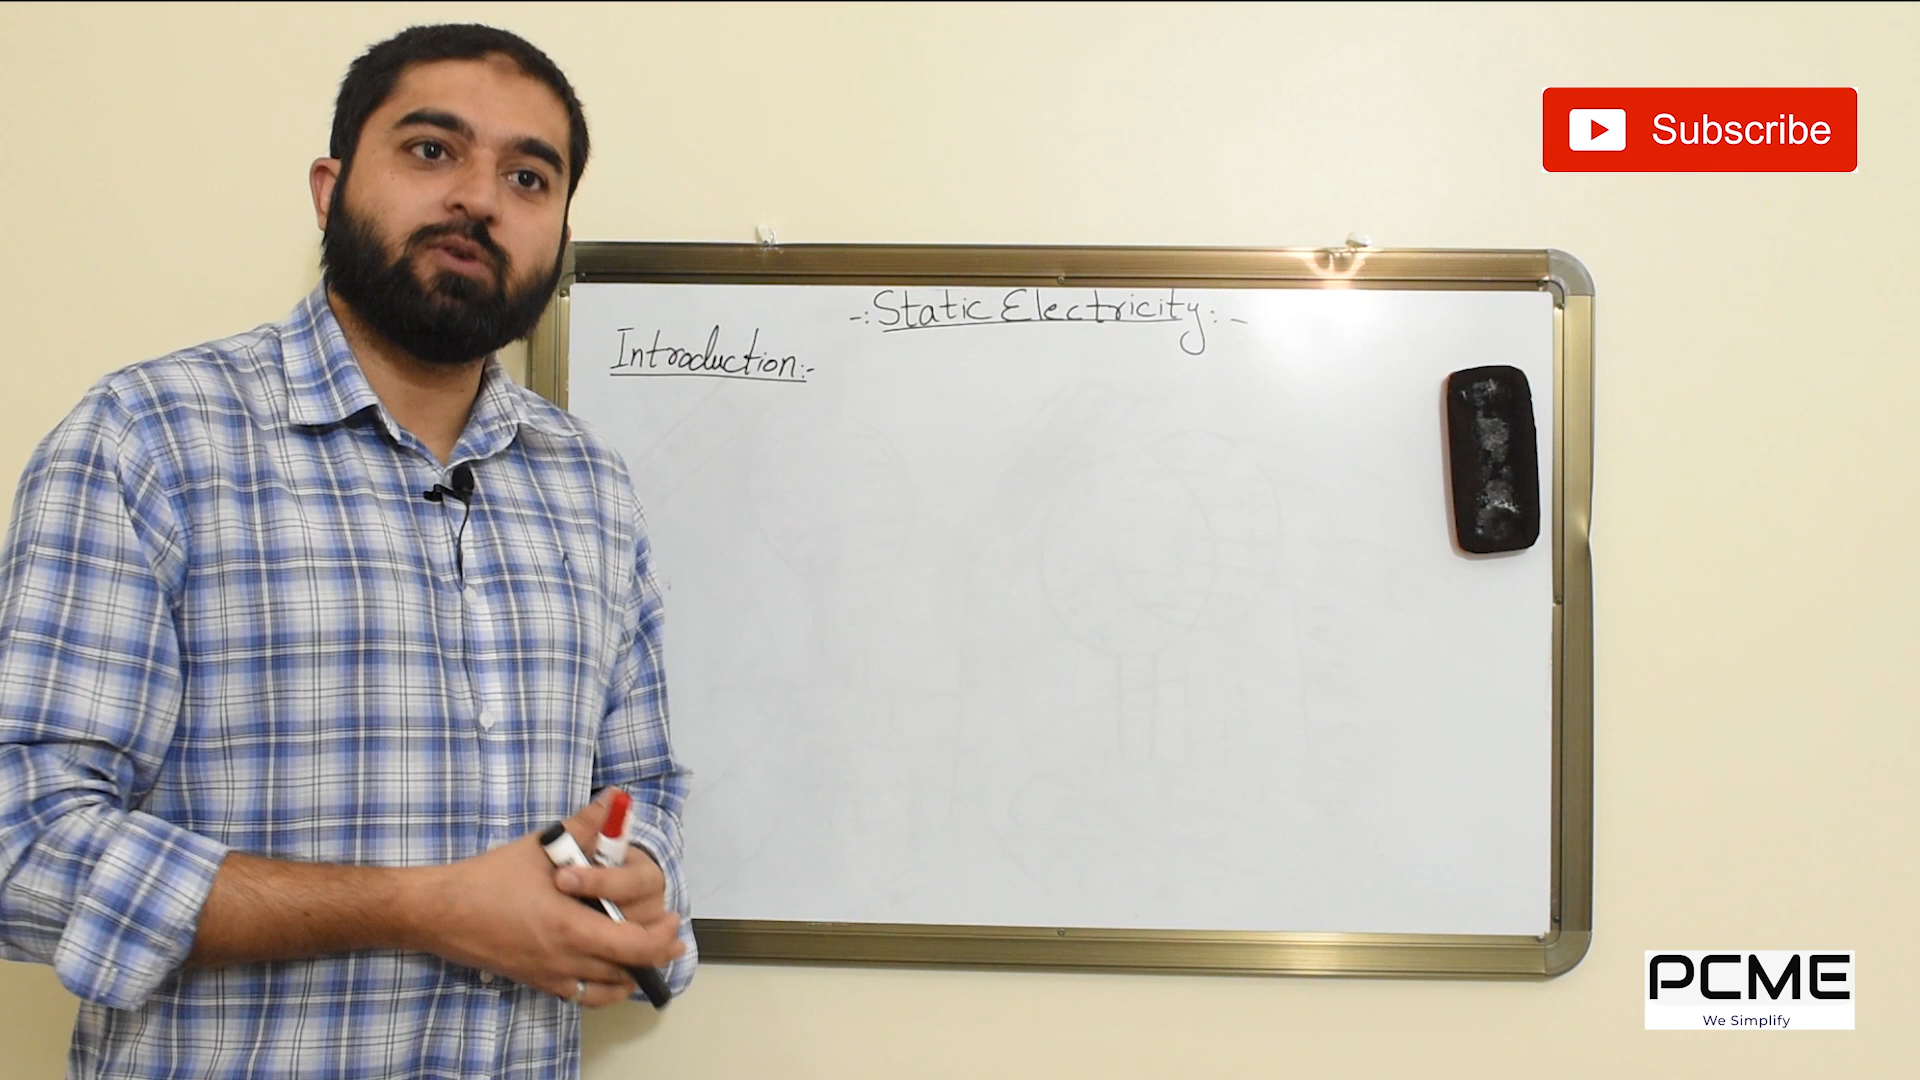 Subscribe
-: Static Electricity :-
Introduction:-
PCME
We Simplify